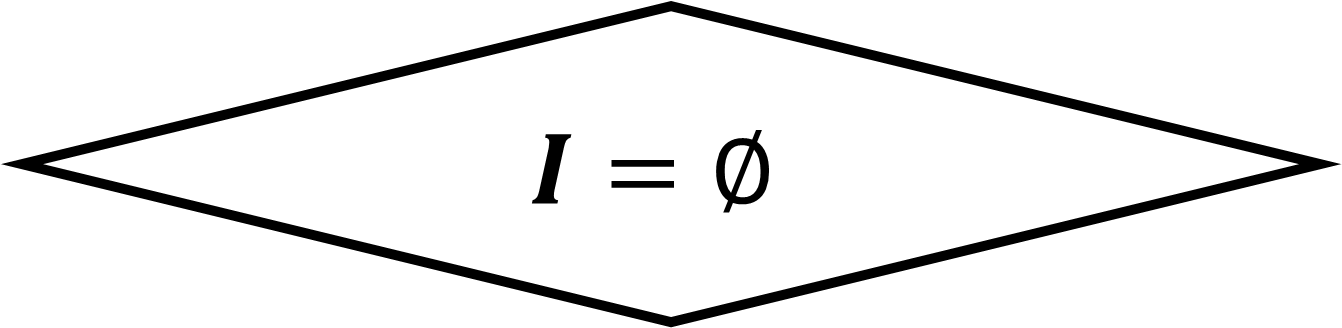 I = ∅